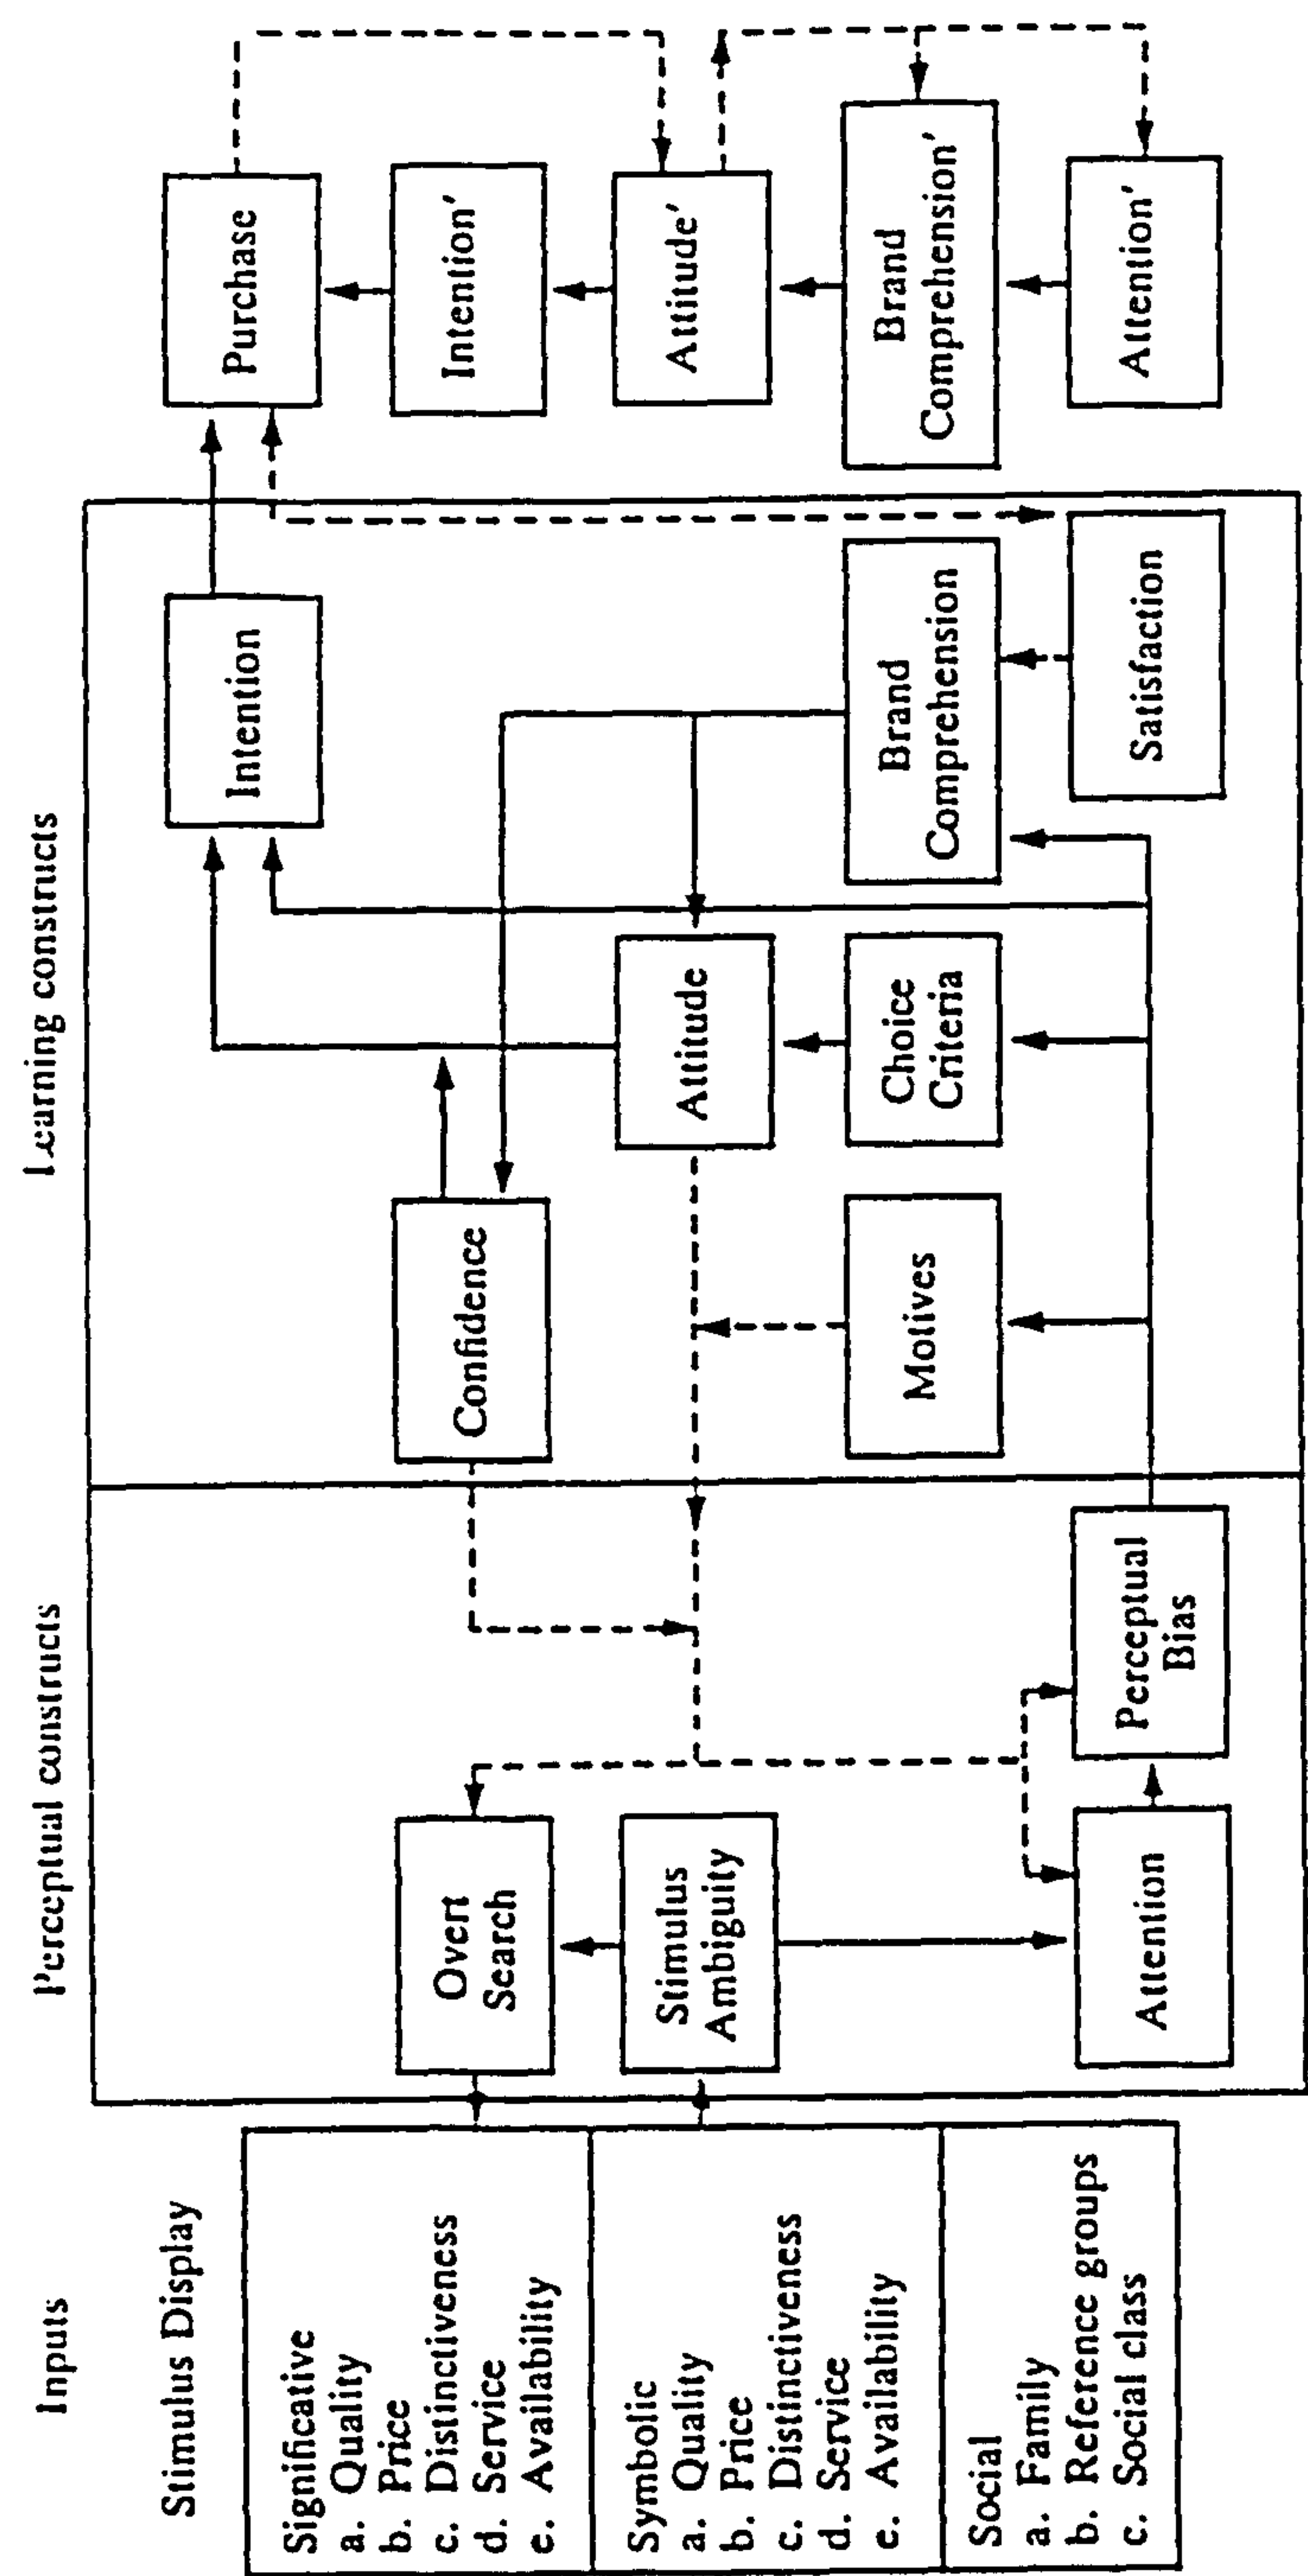 Inputs
Perceptual constructs
Learning constructs
Stimulus Display
Significative
a. Quality
b. Price
c. Distinctiveness
d. Service
e. Availability
Symbolic
a. Quality
b. Price
c. Distinctiveness
d. Service
e. Availability
Social
a. Family
b. Reference groups
c. Social class
Overt
Search
Stimulus
Ambiguity
Attention
Perceptual
Bias
Confidence
Motives
Attitude
Choice
Criteria
Intention
Brand
Comprehension
Satisfaction
Purchase
Intention'
Attitude'
Brand
Comprehension'
Attention'